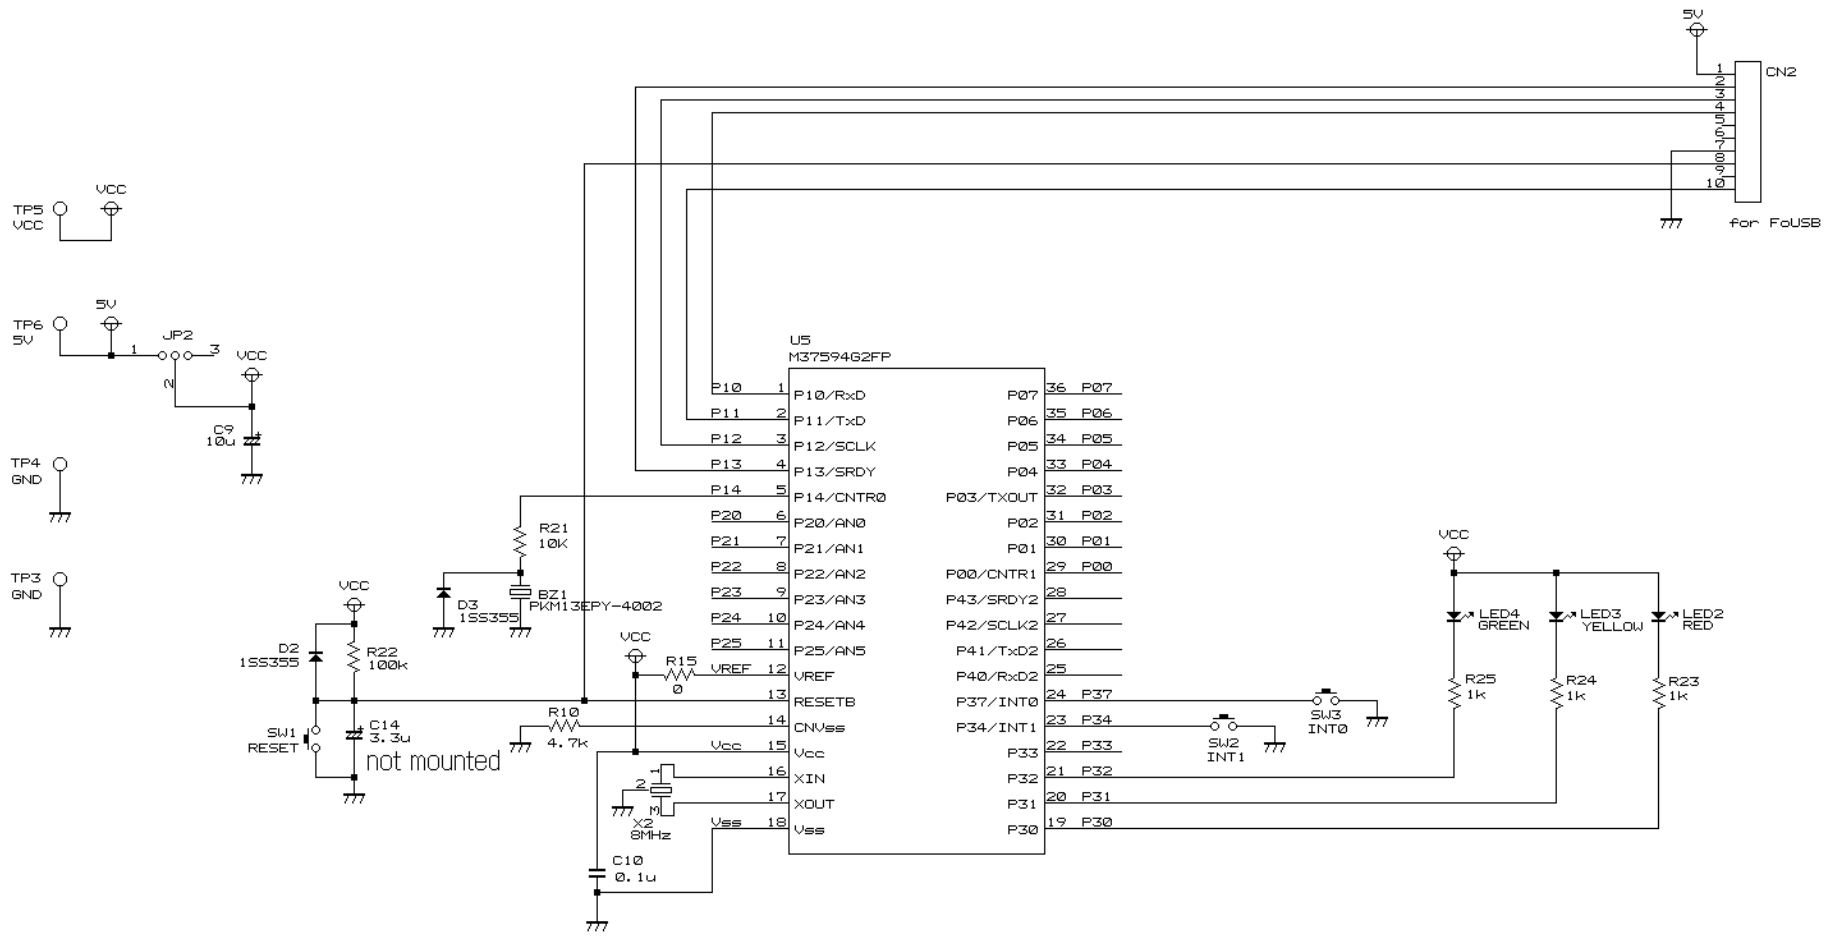 5V
1
CN2
2
3
4
5
6
7
8
9
10
for FoUSB
VCC
TP5
VCC
5V
TP6
5V
JP2
1
3
2
VCC
C9
10u
TP4
GND
TP3
GND
U5
M37594G2FP
P10 1 P10/RxD
P11 2 P11/TxD
P12 3 P12/SCLK
P13 4 P13/SRDY
P14 5 P14/CNTR0
P20 6 P20/AN0
P21 7 P21/AN1
P22 8 P22/AN2
P23 9 P23/AN3
P24 10 P24/AN4
P25 11 P25/AN5
VREF 12 VREF
13 RESETB
14 CNVss
Vcc 15 Vcc
16 XIN
17 XOUT
Vss 18 Vss
P07 36 P07
P06 35 P06
P05 34 P05
P04 33 P04
P03/TXOUT 32 P03
P02 31 P02
P01 30 P01
P00/CNTR1 29 P00
P43/SRDY2 28
P42/SCLK2 27
P41/TxD2 26
P40/RxD2 25
P37/INT0 24 P37
P34/INT1 23 P34
P33 22 P33
P32 21 P32
P31 20 P31
P30 19 P30
R21
10K
D3
1SS355
BZ1
PKM13EPY-4002
VCC
D2
1SS355
R22
100k
SW1
RESET
C14
3.3u
not mounted
VCC
R15
0
R10
4.7k
1
2
3
X2
8MHz
C10
0.1u
SW3
INT0
SW2
INT1
VCC
LED4
GREEN
LED3
YELLOW
LED2
RED
R25
1k
R24
1k
R23
1k